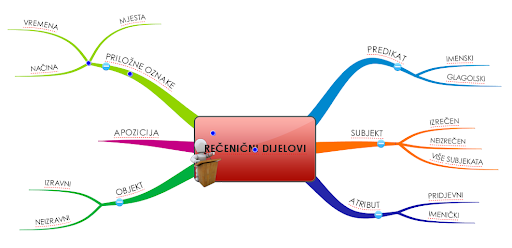 VREMENA
MJESTA
NAČINA
PRILOŽNE OZNAKE
APOZICIJA
IZRAVNI
NEIZRAVNI
OBJEKT
REČENIČNI DIJELOVI
PREDIKAT
IMENSKI
GLAGOLSKI
SUBJEKT
IZREČEN
NEIZREČEN
VIŠE SUBJEKATA
ATRIBUT
PRIDJEVNI
IMENIČKI